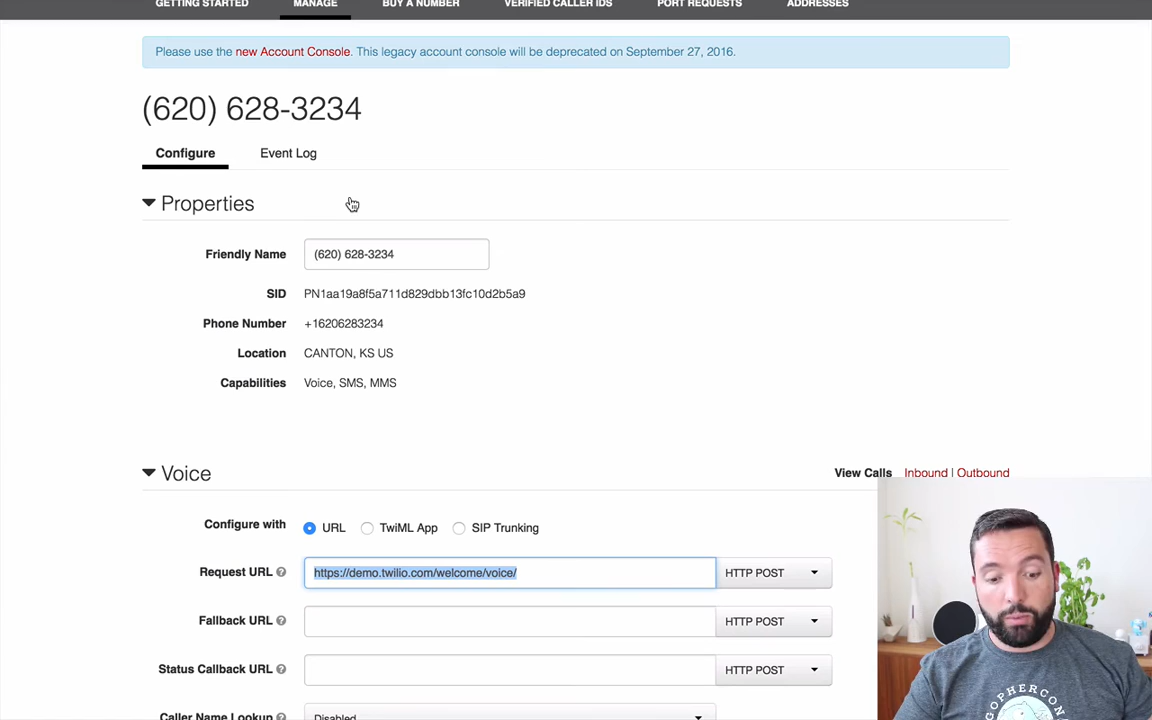 GETTING STARTED MANAGE BUY A NUMBER VERIFIED CALLER IDS PORT REQUESTS ADDRESSES
Please use the new Account Console. This legacy account console will be deprecated on September 27, 2016.
(620) 628-3234
Configure Event Log
Properties
Friendly Name (620) 628-3234
SID PN1aa19a8f5a711d829dbb13fc10d2b5a9
Phone Number +16206283234
Location CANTON, KS US
Capabilities Voice, SMS, MMS
Voice View Calls Inbound | Outbound
Configure with URL TwiML App SIP Trunking
Request URL ? https://demo.twilio.com/welcome/voice/ HTTP POST
Fallback URL ? HTTP POST
Status Callback URL ? HTTP POST
Caller Name Lookup Disabled
GOPHERCON